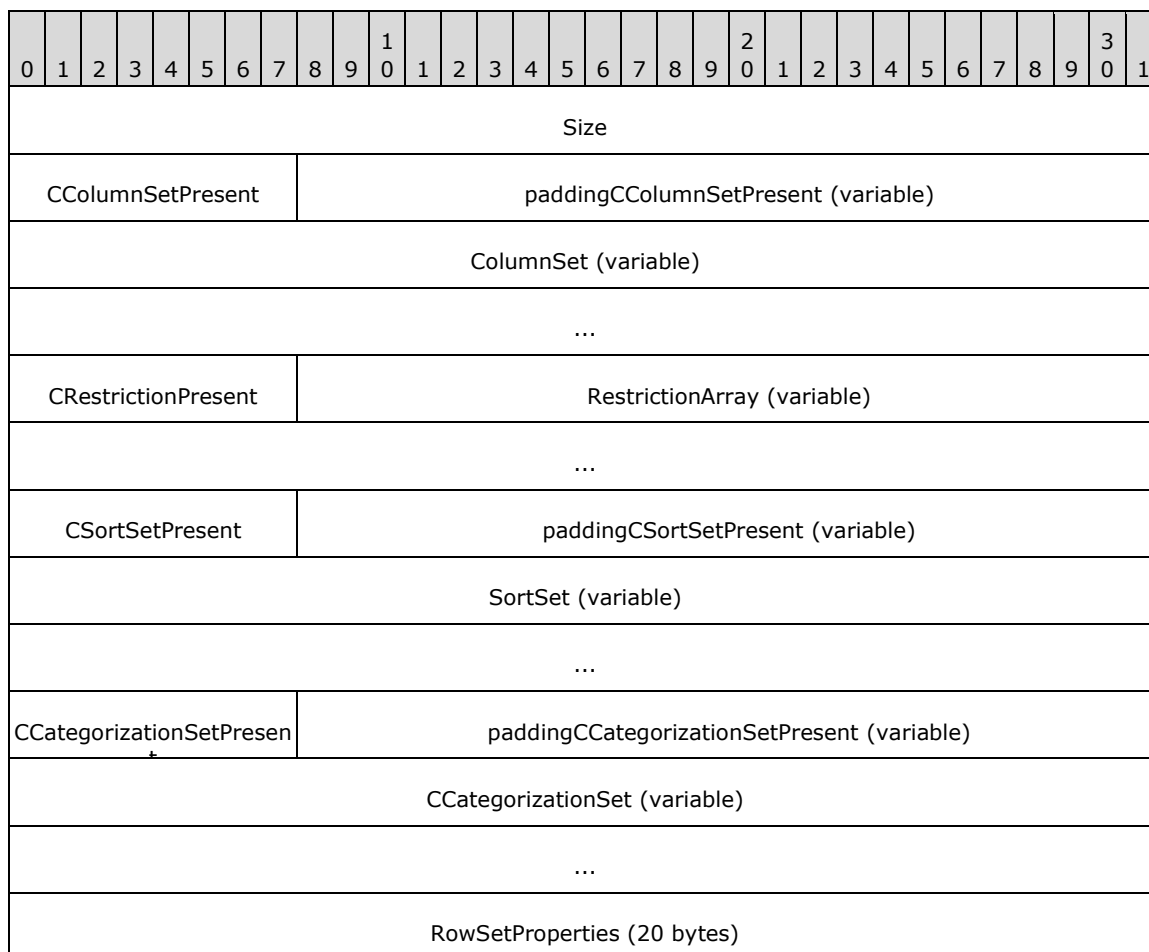 1 2 3
0 1 2 3 4 5 6 7 8 9 0 1 2 3 4 5 6 7 8 9 0 1 2 3 4 5 6 7 8 9 0 1
Size
CColumnSetPresent paddingCColumnSetPresent (variable)
ColumnSet (variable)
...
CRestrictionPresent RestrictionArray (variable)
...
CSortSetPresent paddingCSortSetPresent (variable)
SortSet (variable)
...
CCategorizationSetPresen paddingCCategorizationSetPresent (variable)
t
CCategorizationSet (variable)
...
RowSetProperties (20 bytes)